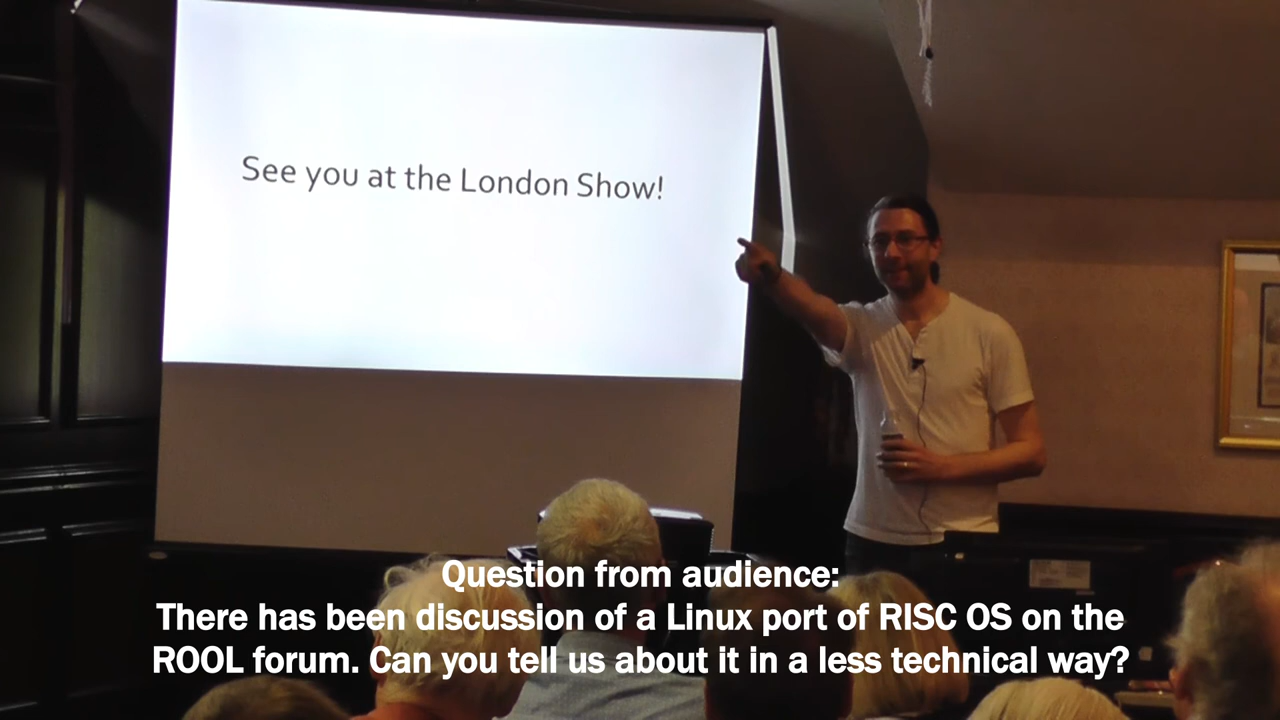 See you at the London Show!
Question from audience:
There has been discussion of a Linux port of RISC OS on the
ROOL forum. Can you tell us about it in a less technical way?